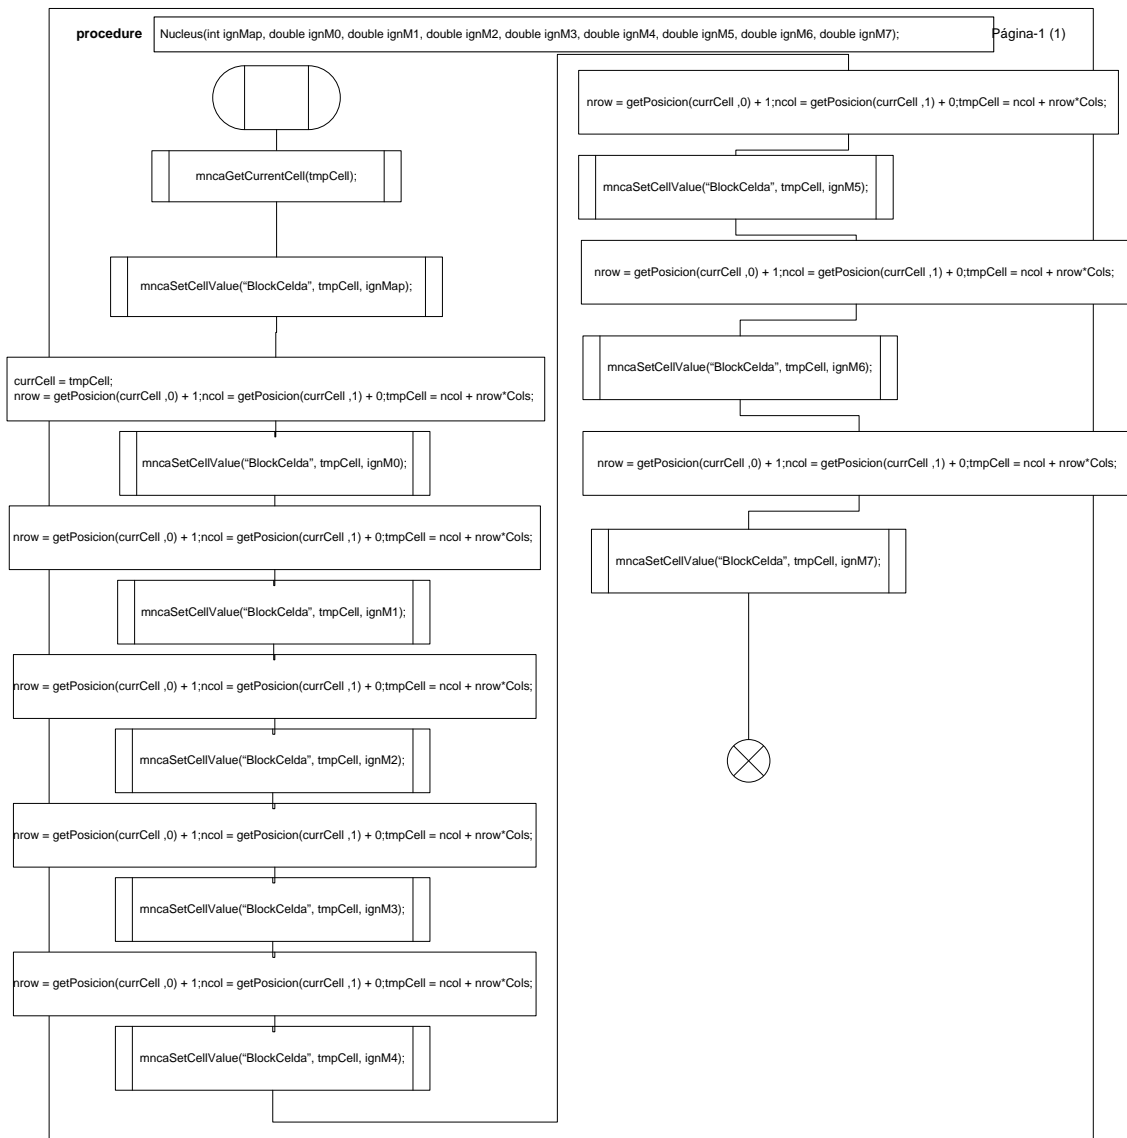 procedure Nucleus(int ignMap, double ignM0, double ignM1, double ignM2, double ignM3, double ignM4, double ignM5, double ignM6, double ignM7); Página-1 (1)
mncaGetCurrentCell(tmpCell);
mncaSetCellValue(“BlockCelda”, tmpCell, ignMap);
currCell = tmpCell;
nrow = getPosicion(currCell ,0) + 1;ncol = getPosicion(currCell ,1) + 0;tmpCell = ncol + nrow*Cols;
mncaSetCellValue(“BlockCelda”, tmpCell, ignM0);
nrow = getPosicion(currCell ,0) + 1;ncol = getPosicion(currCell ,1) + 0;tmpCell = ncol + nrow*Cols;
mncaSetCellValue(“BlockCelda”, tmpCell, ignM1);
nrow = getPosicion(currCell ,0) + 1;ncol = getPosicion(currCell ,1) + 0;tmpCell = ncol + nrow*Cols;
mncaSetCellValue(“BlockCelda”, tmpCell, ignM2);
nrow = getPosicion(currCell ,0) + 1;ncol = getPosicion(currCell ,1) + 0;tmpCell = ncol + nrow*Cols;
mncaSetCellValue(“BlockCelda”, tmpCell, ignM3);
nrow = getPosicion(currCell ,0) + 1;ncol = getPosicion(currCell ,1) + 0;tmpCell = ncol + nrow*Cols;
mncaSetCellValue(“BlockCelda”, tmpCell, ignM4);
nrow = getPosicion(currCell ,0) + 1;ncol = getPosicion(currCell ,1) + 0;tmpCell = ncol + nrow*Cols;
mncaSetCellValue(“BlockCelda”, tmpCell, ignM5);
nrow = getPosicion(currCell ,0) + 1;ncol = getPosicion(currCell ,1) + 0;tmpCell = ncol + nrow*Cols;
mncaSetCellValue(“BlockCelda”, tmpCell, ignM6);
nrow = getPosicion(currCell ,0) + 1;ncol = getPosicion(currCell ,1) + 0;tmpCell = ncol + nrow*Cols;
mncaSetCellValue(“BlockCelda”, tmpCell, ignM7);